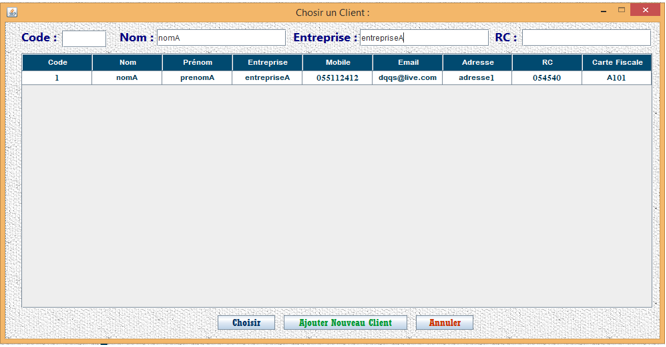 Chosir un Client :
Code : Nom : nomA Entreprise : entrepriseA RC :
Code Nom Prénom Entreprise Mobile Email Adresse RC Carte Fiscale
1 nomA prenomA entrepriseA 055112412 dqqs@live.com adresse1 054540 A101
Choisir Ajouter Nouveau Client Annuler